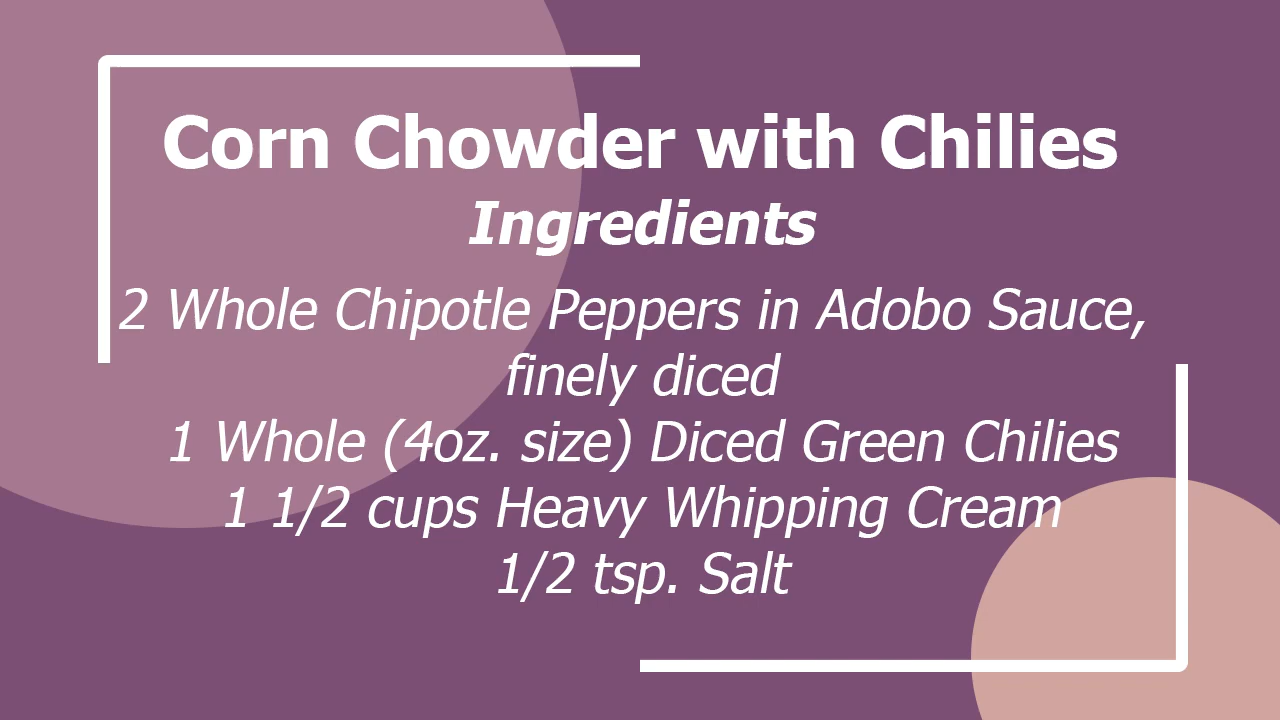 Corn Chowder with Chilies
Ingredients
2 Whole Chipotle Peppers in Adobo Sauce,
finely diced
1 Whole (4oz. size) Diced Green Chilies
1 1/2 cups Heavy Whipping Cream
1/2 tsp. Salt